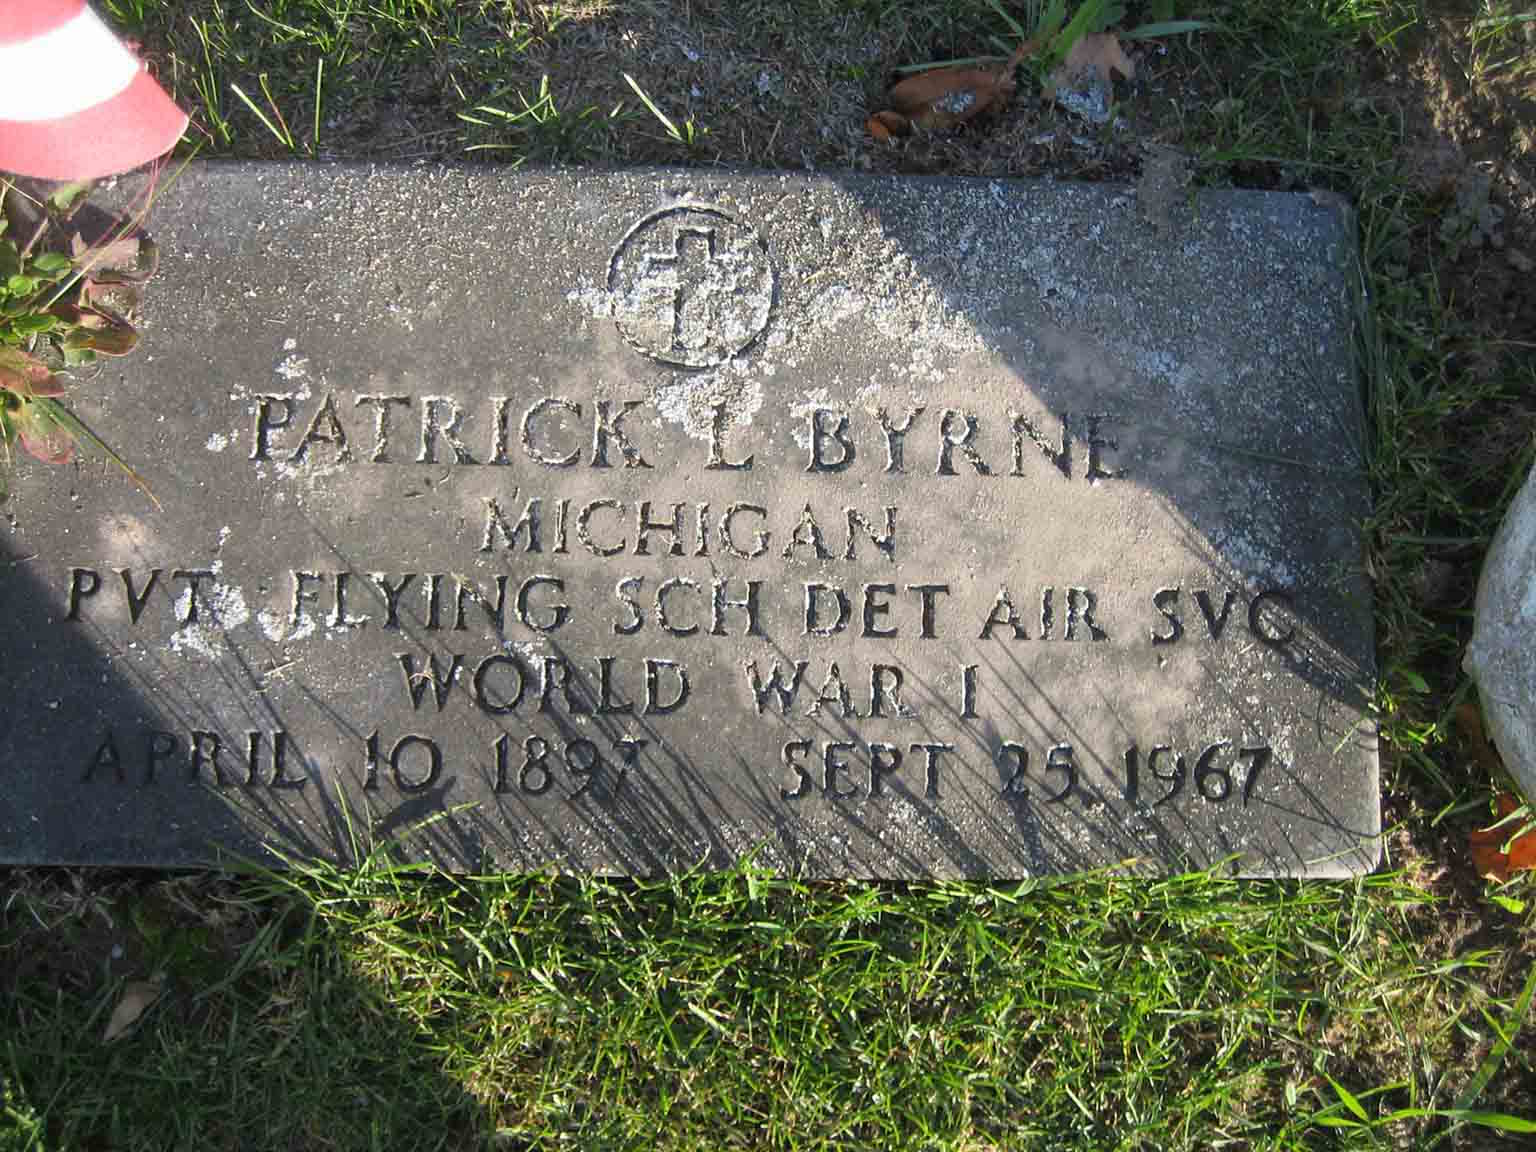 PATRICK L BYRNE
MICHIGAN
PVT FLYING SCH DET AIR SVC
WORLD WAR I
APRIL 10 1897 SEPT 25 1967